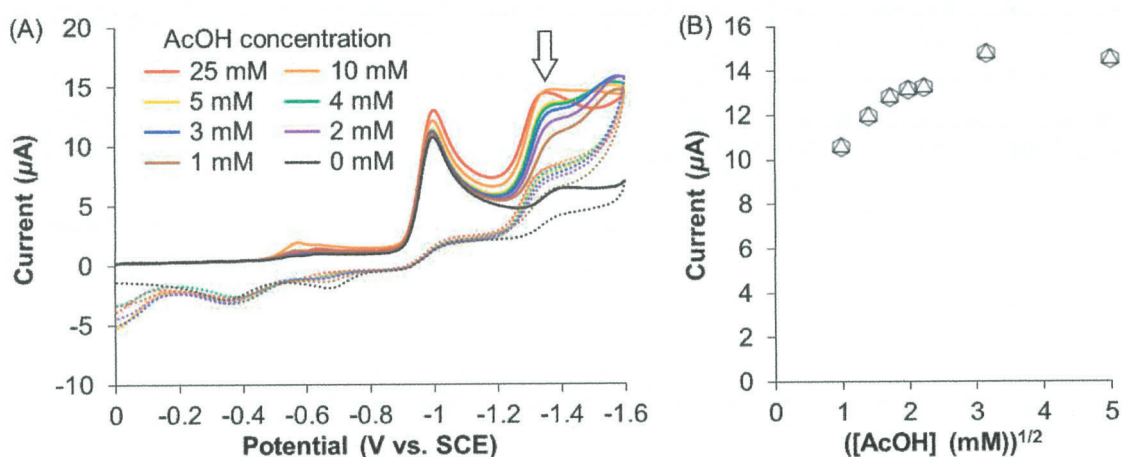 (A)
AcOH concentration
25 mM 10 mM
5 mM 4 mM
3 mM 2 mM
1 mM 0 mM
20
15
10
5
0
-5
-10
Current (µA)
0 -0.2 -0.4 -0.6 -0.8 -1 -1.2 -1.4 -1.6
Potential (V vs. SCE)
(B)
16
14
12
10
8
6
4
2
0
Current (µA)
0 1 2 3 4 5
([AcOH] (mM))^1/2